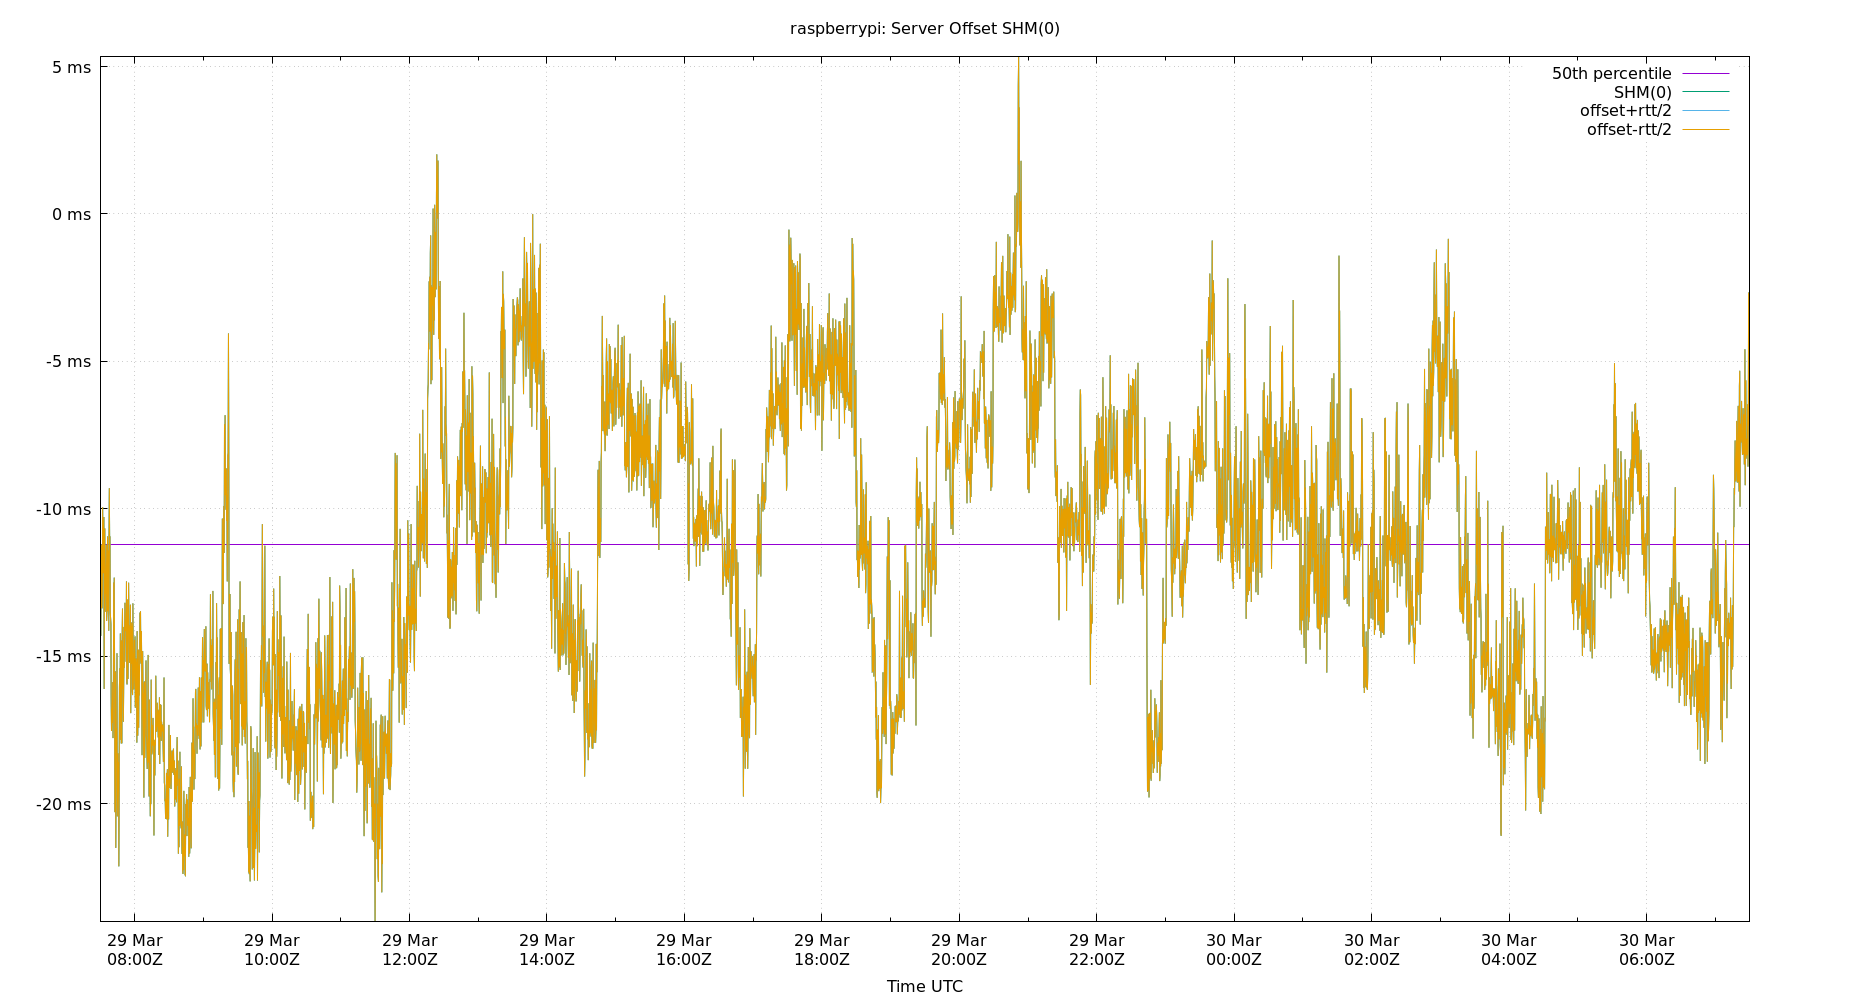 raspberrypi: Server Offset SHM(0)
50th percentile
SHM(0)
offset+rtt/2
offset-rtt/2
5 ms
0 ms
-5 ms
-10 ms
-15 ms
-20 ms
29 Mar 29 Mar 29 Mar 29 Mar 29 Mar 29 Mar 29 Mar 29 Mar 30 Mar 30 Mar 30 Mar 30 Mar
08:00Z 10:00Z 12:00Z 14:00Z 16:00Z 18:00Z 20:00Z 22:00Z 00:00Z 02:00Z 04:00Z 06:00Z
Time UTC